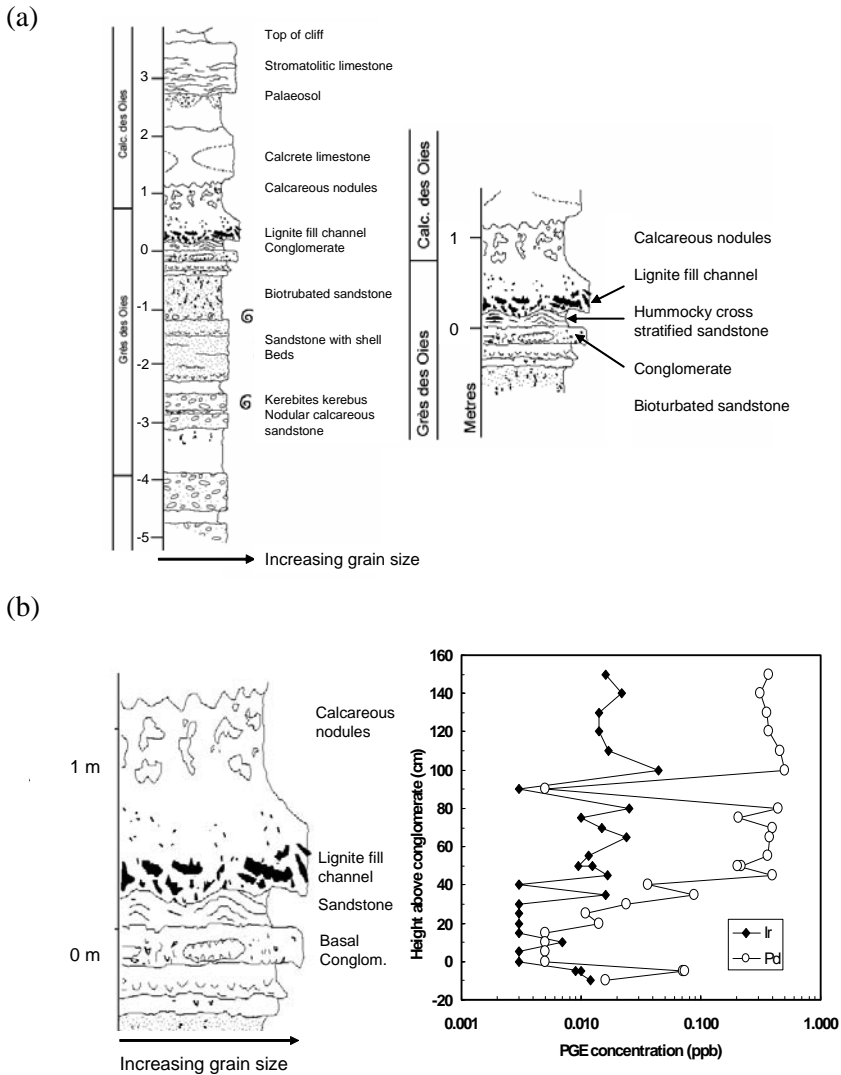 (a)
Top of cliff
Stromatolitic limestone
Palaeosol
Calcrete limestone
Calcareous nodules
Lignite fill channel
Conglomerate
Biotrubated sandstone
Sandstone with shell
Beds
Kerebites kerebus
Nodular calcareous
sandstone
Calc. des Oies
Grès des Oies
3
2
1
0
-1
-2
-3
-4
-5
Increasing grain size
Calc. des Oies
Grès des Oies
Metres
1
0
Calcareous nodules
Lignite fill channel
Hummocky cross
stratified sandstone
Conglomerate
Bioturbated sandstone
(b)
1 m
0 m
Calcareous
nodules
Lignite fill
channel
Sandstone
Basal
Conglom.
Increasing grain size
Height above conglomerate (cm)
160
140
120
100
80
60
40
20
0
-20
0.001
0.010
0.100
1.000
PGE concentration (ppb)
Ir
Pd